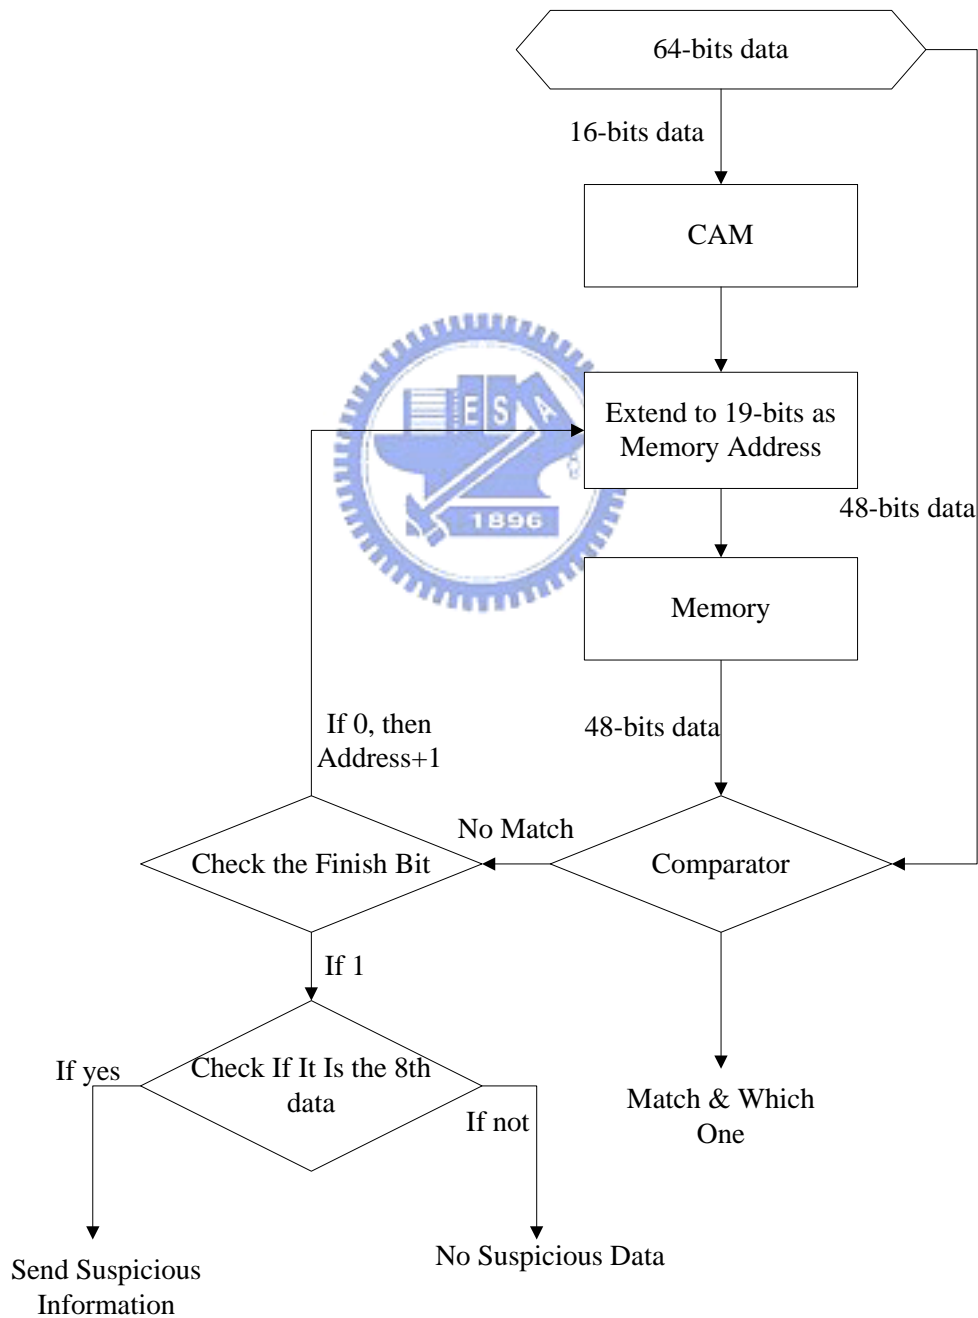 64-bits data
16-bits data
CAM
Extend to 19-bits as
Memory Address
E S A
1896
48-bits data
Memory
48-bits data
If 0, then
Address+1
No Match
Check the Finish Bit
Comparator
If 1
If yes
Check If It Is the 8th
data
If not
Match & Which
One
Send Suspicious
Information
No Suspicious Data